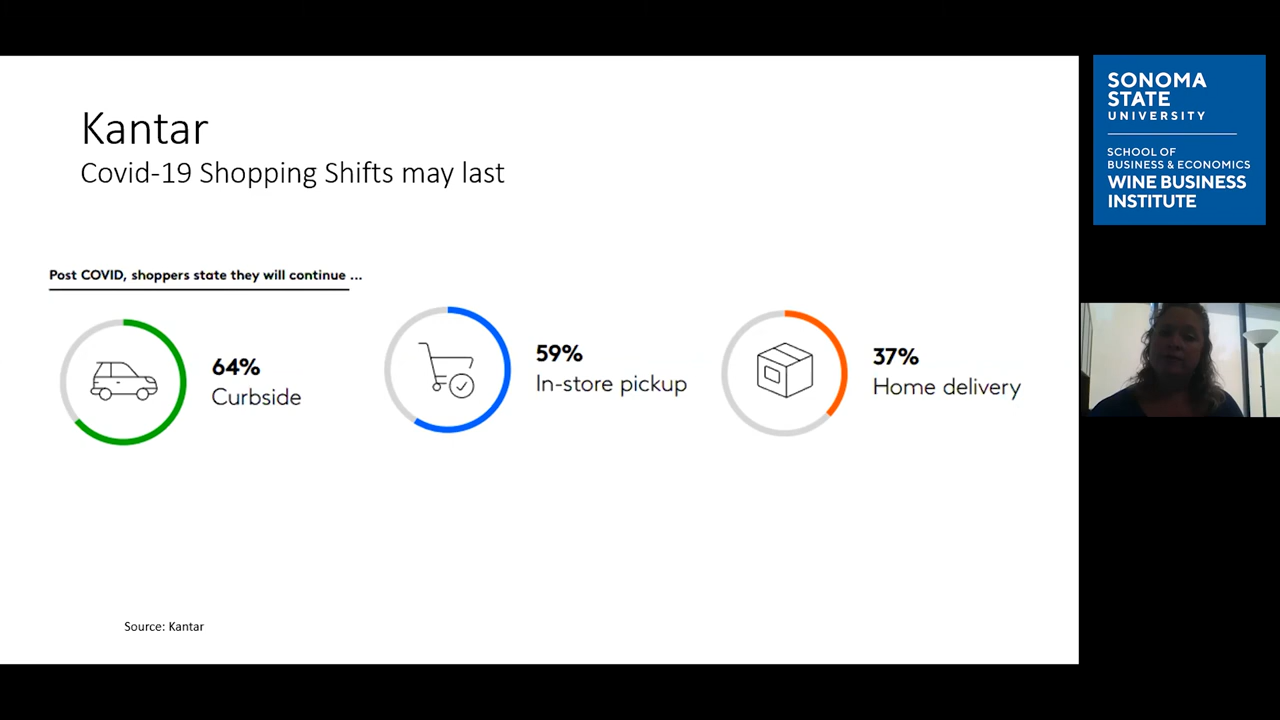 Kantar
Covid-19 Shopping Shifts may last
Post COVID, shoppers state they will continue ...
64%
Curbside
59%
In-store pickup
37%
Home delivery
Source: Kantar
SONOMA
STATE
UNIVERSITY
SCHOOL OF
BUSINESS & ECONOMICS
WINE BUSINESS
INSTITUTE